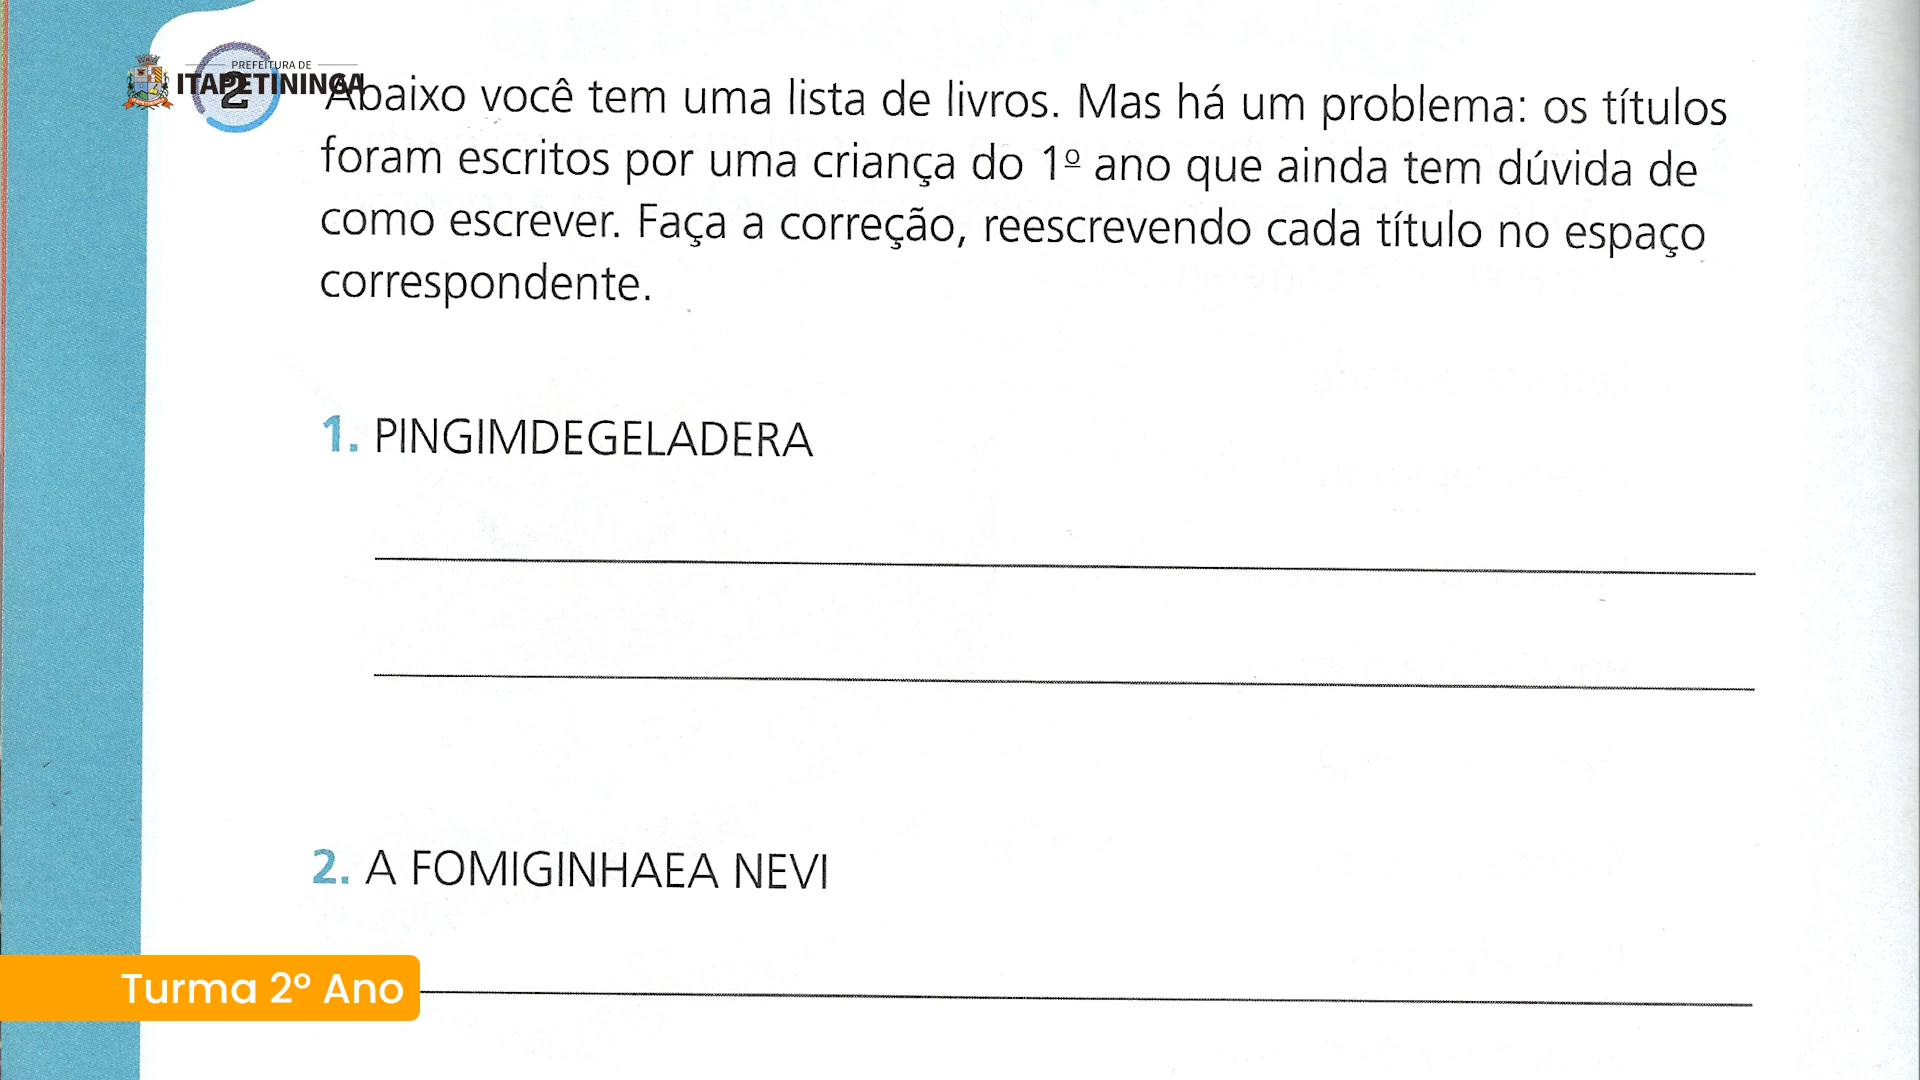 PREFEITURA DE
ITAPETININGA
2
Abaixo você tem uma lista de livros. Mas há um problema: os títulos
foram escritos por uma criança do 1º ano que ainda tem dúvida de
como escrever. Faça a correção, reescrevendo cada título no espaço
correspondente.
1. PINGIMDEGELADERA
2. A FOMIGINHAEA NEVI
Turma 2º Ano